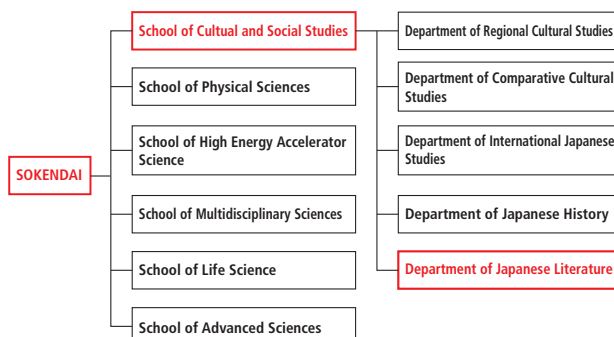 SOKENDAI
School of Cultual and Social Studies
School of Physical Sciences
School of High Energy Accelerator
Science
School of Multidisciplinary Sciences
School of Life Science
School of Advanced Sciences
Department of Regional Cultural Studies
Department of Comparative Cultural
Studies
Department of International Japanese
Studies
Department of Japanese History
Department of Japanese Literature